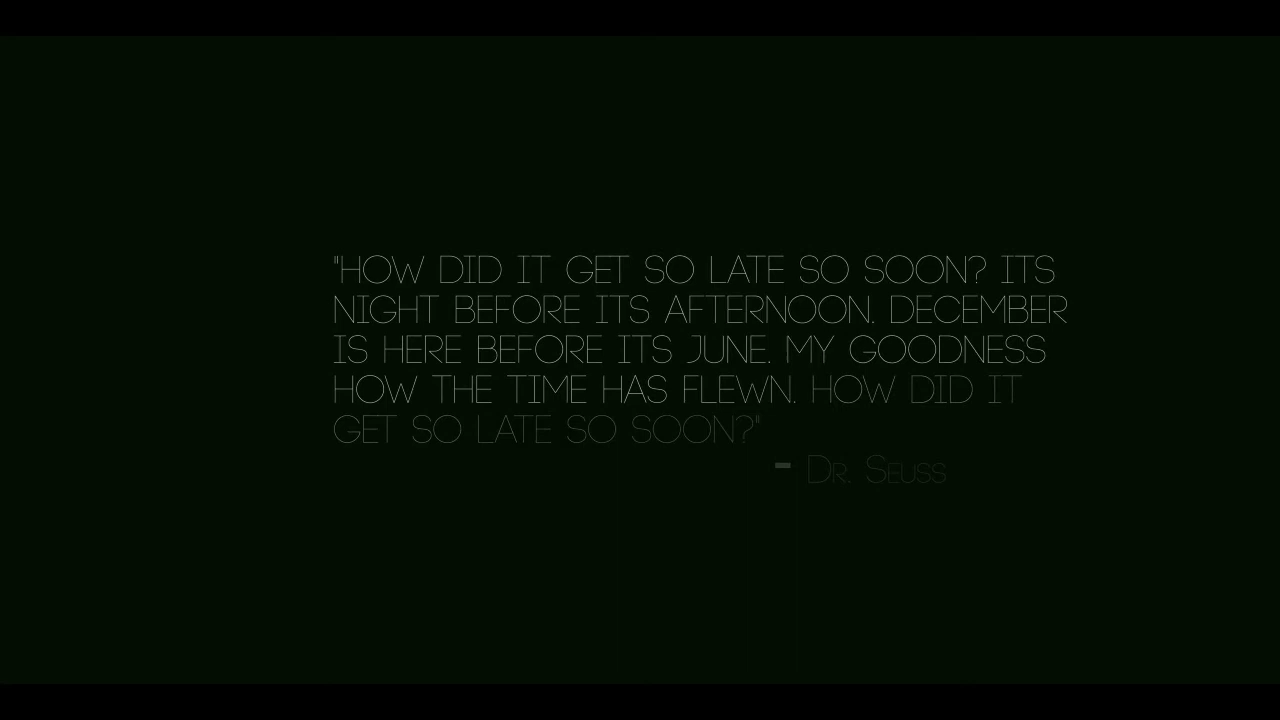 "HOW DID IT GET SO LATE SO SOON? ITS
NIGHT BEFORE ITS AFTERNOON. DECEMBER
IS HERE BEFORE ITS JUNE. MY GOODNESS
HOW THE TIME HAS FLEWN. HOW DID IT
GET SO LATE SO SOON?"
- DR. SEUSS